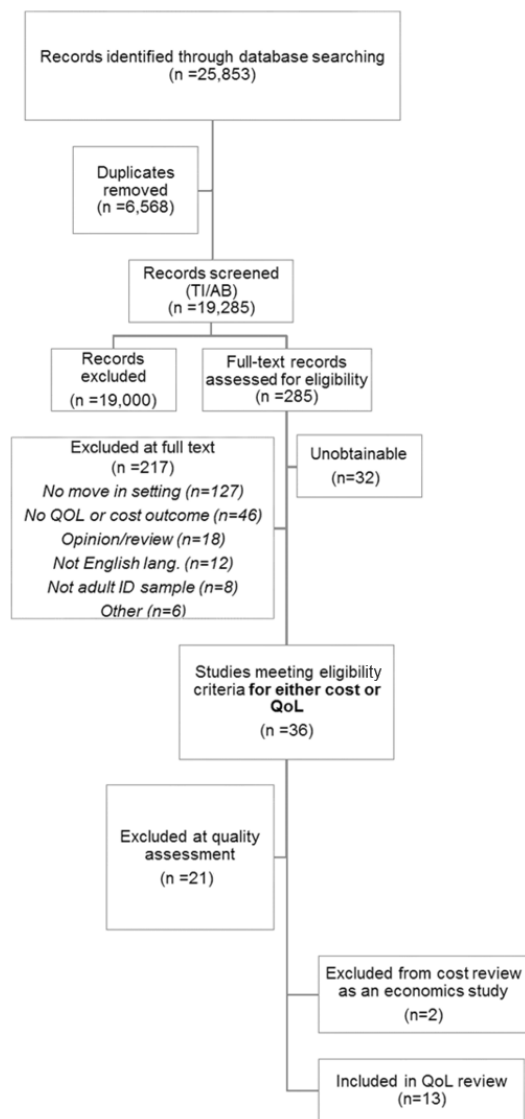 Records identified through database searching
(n =25,853)
Duplicates
removed
(n =6,568)
Records screened
(TI/AB)
(n =19,285)
Records
excluded
(n =19,000)
Full-text records
assessed for eligibility
(n =285)
Excluded at full text
(n =217)
No move in setting (n=127)
No QOL or cost outcome (n=46)
Opinion/review (n=18)
Not English lang. (n=12)
Not adult ID sample (n=8)
Other (n=6)
Unobtainable
(n=32)
Studies meeting eligibility
criteria for either cost or
QoL
(n =36)
Excluded at quality
assessment
(n =21)
Excluded from cost review
as an economics study
(n=2)
Included in QoL review
(n=13)